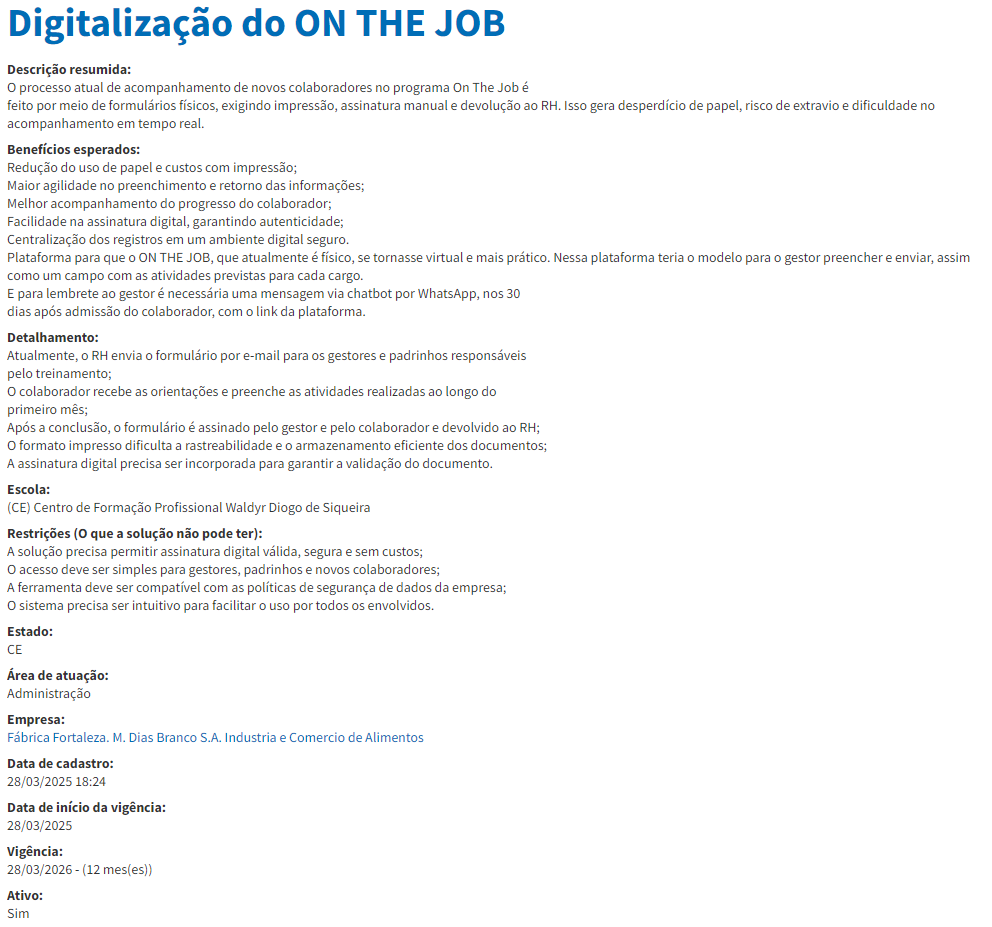 Digitalização do ON THE JOB
Descrição resumida:
O processo atual de acompanhamento de novos colaboradores no programa On The Job é
feito por meio de formulários físicos, exigindo impressão, assinatura manual e devolução ao RH. Isso gera desperdício de papel, risco de extravio e dificuldade no
acompanhamento em tempo real.
Benefícios esperados:
Redução do uso de papel e custos com impressão;
Maior agilidade no preenchimento e retorno das informações;
Melhor acompanhamento do progresso do colaborador;
Facilidade na assinatura digital, garantindo autenticidade;
Centralização dos registros em um ambiente digital seguro.
Plataforma para que o ON THE JOB, que atualmente é físico, se tornasse virtual e mais prático. Nessa plataforma teria o modelo para o gestor preencher e enviar, assim
como um campo com as atividades previstas para cada cargo.
E para lembrete ao gestor é necessária uma mensagem via chatbot por WhatsApp, nos 30
dias após admissão do colaborador, com o link da plataforma.
Detalhamento:
Atualmente, o RH envia o formulário por e-mail para os gestores e padrinhos responsáveis
pelo treinamento;
O colaborador recebe as orientações e preenche as atividades realizadas ao longo do
primeiro mês;
Após a conclusão, o formulário é assinado pelo gestor e pelo colaborador e devolvido ao RH;
O formato impresso dificulta a rastreabilidade e o armazenamento eficiente dos documentos;
A assinatura digital precisa ser incorporada para garantir a validação do documento.
Escola:
(CE) Centro de Formação Profissional Waldyr Diogo de Siqueira
Restrições (O que a solução não pode ter):
A solução precisa permitir assinatura digital válida, segura e sem custos;
O acesso deve ser simples para gestores, padrinhos e novos colaboradores;
A ferramenta deve ser compatível com as políticas de segurança de dados da empresa;
O sistema precisa ser intuitivo para facilitar o uso por todos os envolvidos.
Estado:
CE
Área de atuação:
Administração
Empresa:
Fábrica Fortaleza. M. Dias Branco S.A. Industria e Comercio de Alimentos
Data de cadastro:
28/03/2025 18:24
Data de início da vigência:
28/03/2025
Vigência:
28/03/2026 - (12 mes(es))
Ativo:
Sim